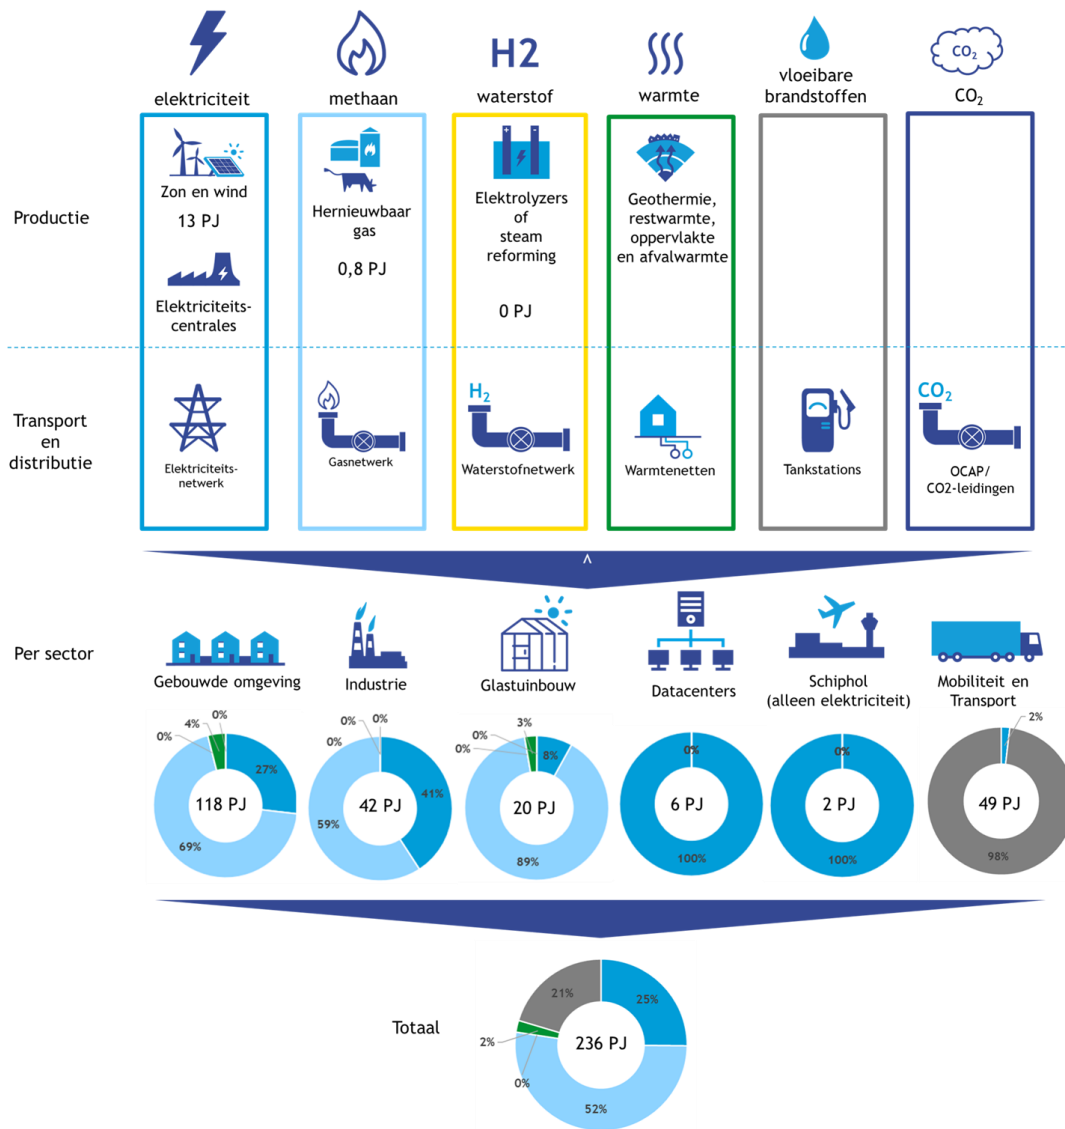 H2
CO₂
elektriciteit
methaan
waterstof
warmte
vloeibare
brandstoffen
CO₂
Productie
Zon en wind
13 PJ
Elektriciteits-
centrales
Hernieuwbaar
gas
0,8 PJ
Elektrolyzers
of
steam
reforming
0 PJ
Geothermie,
restwarmte,
oppervlakte
en afvalwarmte
Transport
en
distributie
Elektriciteits-
netwerk
Gasnetwerk
H₂
Waterstofnetwerk
Warmtenetten
Tankstations
CO₂
OCAP/
CO2-leidingen
Per sector
Gebouwde omgeving
Industrie
Glastuinbouw
Datacenters
Schiphol
(alleen elektriciteit)
Mobiliteit en
Transport
0%
4%
0%
27%
118 PJ
69%
0%
0%
0%
41%
42 PJ
59%
3%
0%
0%
8%
20 PJ
89%
0%
6 PJ
100%
0%
2 PJ
100%
2%
49 PJ
98%
Totaal
21%
25%
236 PJ
2%
0%
52%